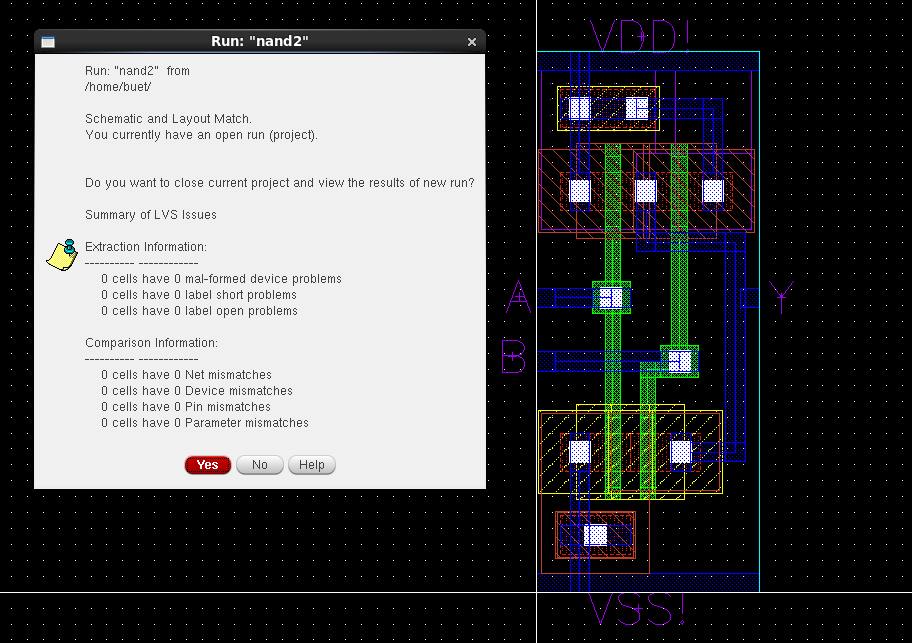 Run: "nand2"
Run: "nand2" from
/home/buet/
Schematic and Layout Match.
You currently have an open run (project).
Do you want to close current project and view the results of new run?
Summary of LVS Issues
Extraction Information:
---------- ------------
0 cells have 0 mal-formed device problems
0 cells have 0 label short problems
0 cells have 0 label open problems
Comparison Information:
---------- ------------
0 cells have 0 Net mismatches
0 cells have 0 Device mismatches
0 cells have 0 Pin mismatches
0 cells have 0 Parameter mismatches
Yes No Help
VDD!
A
Y
B
VSS!